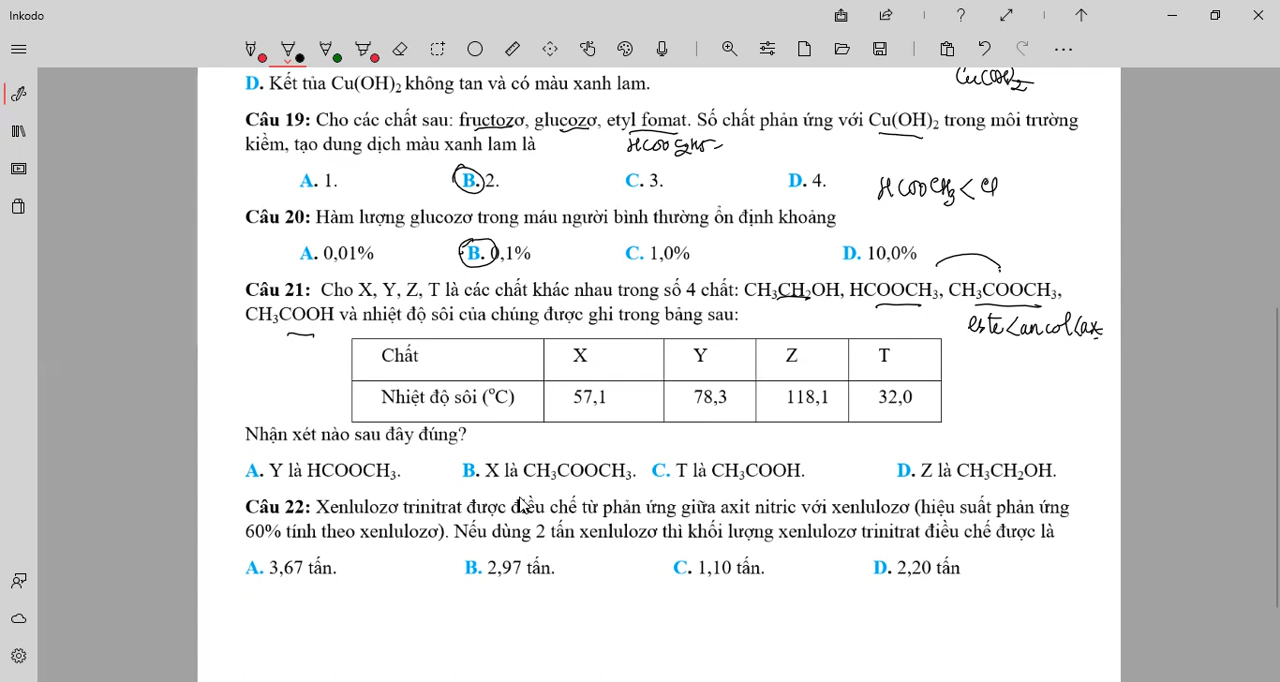 Inkodo
D. Kết tủa Cu(OH)₂ không tan và có màu xanh lam.
Câu 19: Cho các chất sau: fructozơ, glucozơ, etyl fomat. Số chất phản ứng với Cu(OH)₂ trong môi trường
kiềm, tạo dung dịch màu xanh lam là
A. 1. B. 2. C. 3. D. 4.
HCOOCH₃ <
Câu 20: Hàm lượng glucozơ trong máu người bình thường ổn định khoảng
A. 0,01% B. 0,1% C. 1,0% D. 10,0%
Câu 21: Cho X, Y, Z, T là các chất khác nhau trong số 4 chất: CH₃CH₂OH, HCOOCH₃, CH₃COOCH₃,
CH₃COOH và nhiệt độ sôi của chúng được ghi trong bảng sau:
este < ancol < ax
Chất X Y Z T
Nhiệt độ sôi (°C) 57,1 78,3 118,1 32,0
Nhận xét nào sau đây đúng?
A. Y là HCOOCH₃. B. X là CH₃COOCH₃. C. T là CH₃COOH. D. Z là CH₃CH₂OH.
Câu 22: Xenlulozơ trinitrat được điều chế từ phản ứng giữa axit nitric với xenlulozơ (hiệu suất phản ứng
60% tính theo xenlulozơ). Nếu dùng 2 tấn xenlulozơ thì khối lượng xenlulozơ trinitrat điều chế được là
A. 3,67 tấn. B. 2,97 tấn. C. 1,10 tấn. D. 2,20 tấn